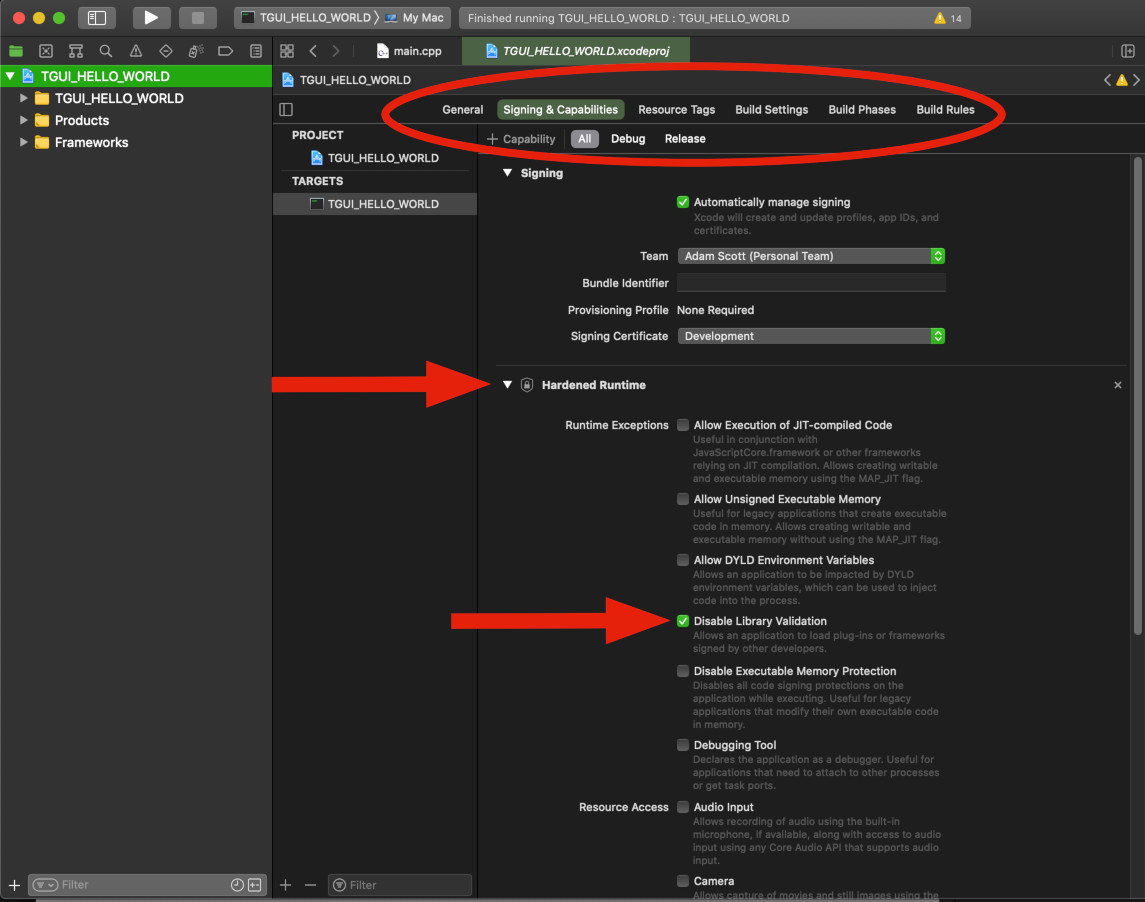 TGUI_HELLO_WORLD
My Mac
Finished running TGUI_HELLO_WORLD : TGUI_HELLO_WORLD
14
main.cpp
TGUI_HELLO_WORLD.xcodeproj
TGUI_HELLO_WORLD
TGUI_HELLO_WORLD
Products
Frameworks
TGUI_HELLO_WORLD
General
Signing & Capabilities
Resource Tags
Build Settings
Build Phases
Build Rules
PROJECT
TGUI_HELLO_WORLD
TARGETS
TGUI_HELLO_WORLD
+ Capability
All
Debug
Release
Signing
Automatically manage signing
Xcode will create and update profiles, app IDs, and
certificates.
Team
Adam Scott (Personal Team)
Bundle Identifier
Provisioning Profile
None Required
Signing Certificate
Development
Hardened Runtime
Runtime Exceptions
Allow Execution of JIT-compiled Code
Useful in conjunction with
JavaScriptCore.framework or other frameworks
relying on JIT compilation. Allows creating writable
and executable memory using the MAP_JIT flag.
Allow Unsigned Executable Memory
Useful for legacy applications that create executable
code in memory. Allows creating writable and
executable memory without using the MAP_JIT flag.
Allow DYLD Environment Variables
Allows an application to be impacted by DYLD
environment variables, which can be used to inject
code into the process.
Disable Library Validation
Allows an application to load plug-ins or frameworks
signed by other developers.
Disable Executable Memory Protection
Disables all code signing protections on the
application while executing. Useful for legacy
applications that modify their own executable code
in memory.
Debugging Tool
Declares the application as a debugger. Useful for
applications that need to attach to other processes
or get task ports.
Resource Access
Audio Input
Allows recording of audio using the built-in
microphone, if available, along with access to audio
input using any Core Audio API that supports audio
input.
Camera
Allows capture of movies and still images using the
Filter
Filter